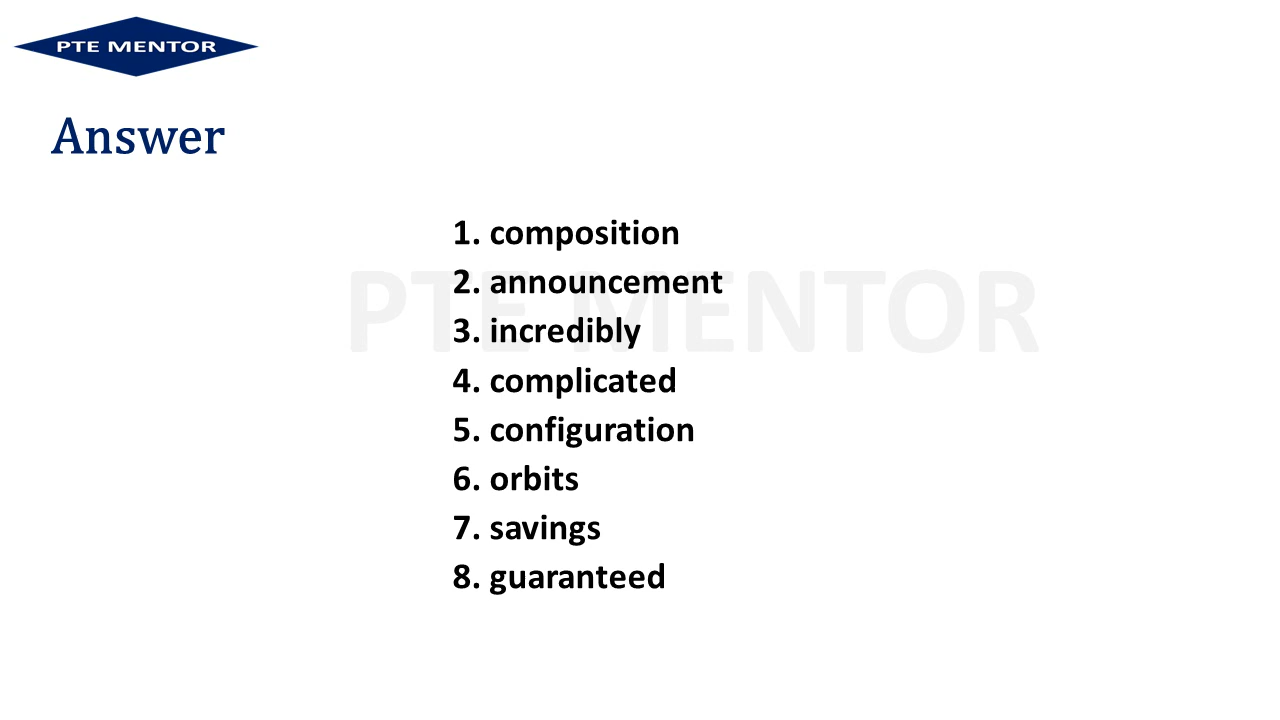 PTE MENTOR
Answer
PTE MENTOR
1. composition
2. announcement
3. incredibly
4. complicated
5. configuration
6. orbits
7. savings
8. guaranteed